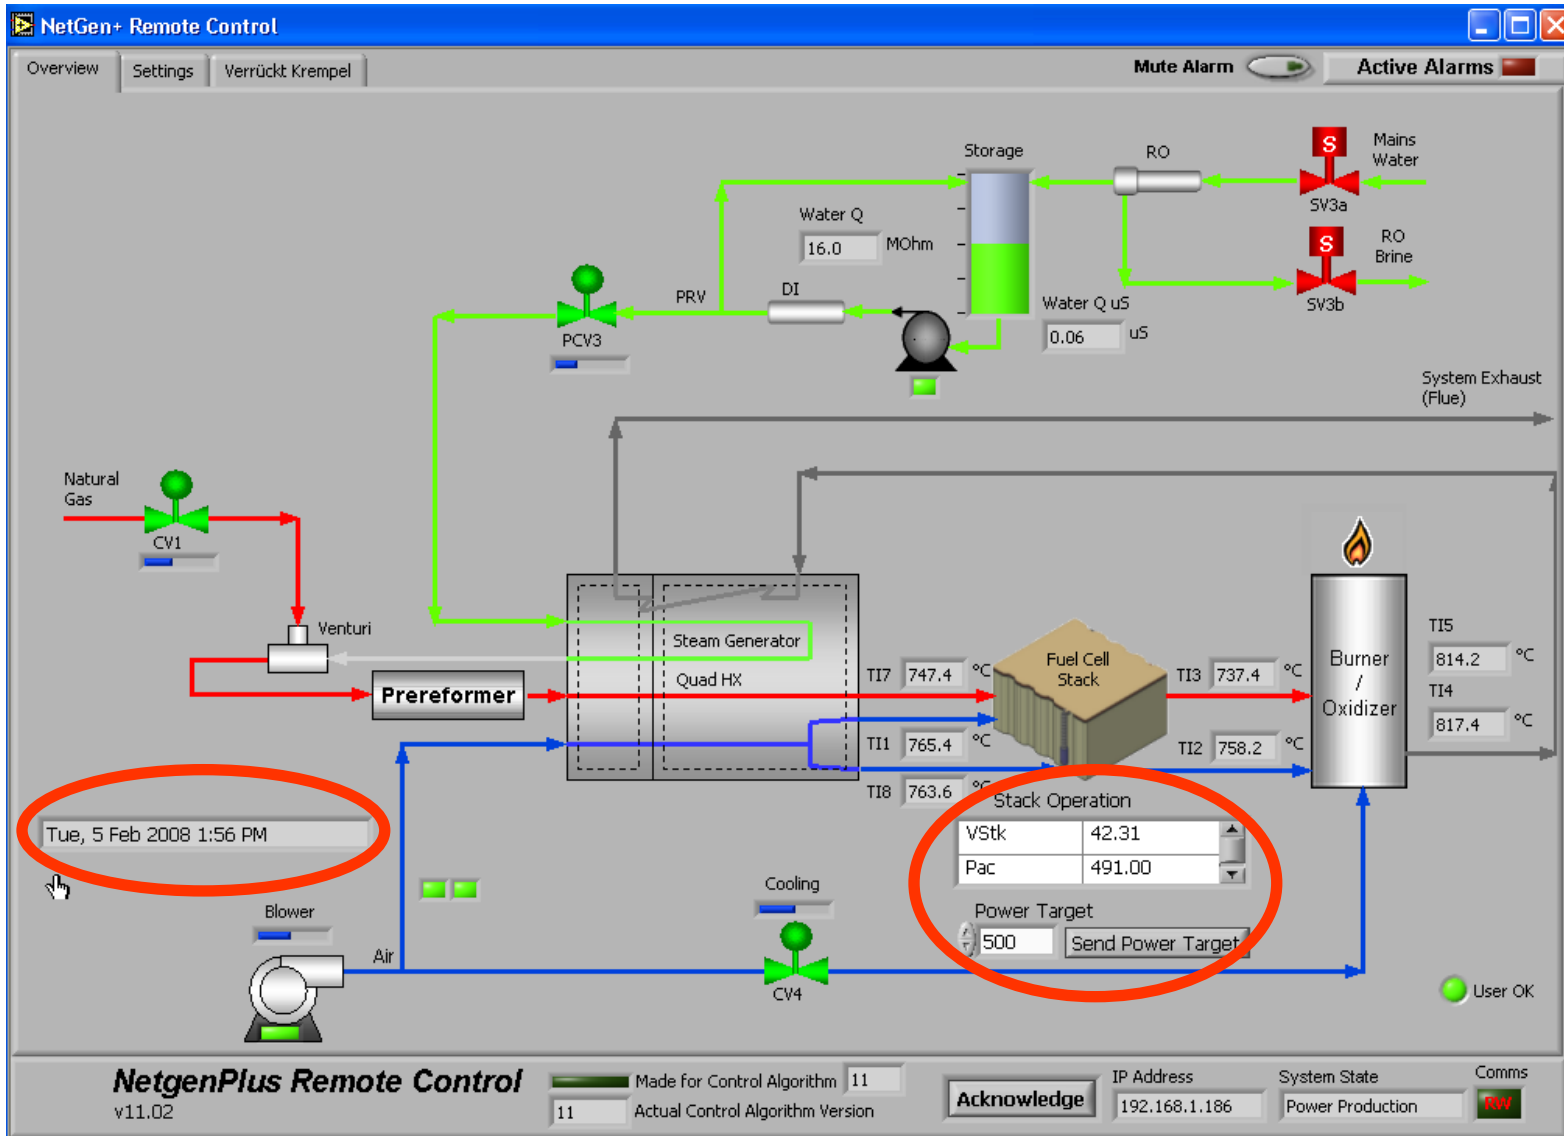 NetGen+ Remote Control
Overview
Settings
Verrückt Krempel
Mute Alarm
Active Alarms
Storage
RO
S
Mains
Water
SV3a
Water Q
16.0
MOhm
S
RO
Brine
SV3b
PRV
DI
Water Q uS
0.06
uS
PCV3
System Exhaust
(Flue)
Natural
Gas
CV1
Venturi
Steam Generator
Quad HX
Prereformer
TI7
747.4
°C
Fuel Cell
Stack
TI3
737.4
°C
Burner
/
Oxidizer
TI5
814.2
°C
TI4
817.4
°C
TI1
765.4
°C
TI2
758.2
°C
TI8
763.6
°C
Stack Operation
VStk 42.31
Pac 491.00
Power Target
500
Send Power Target
Tue, 5 Feb 2008 1:56 PM
Blower
Air
Cooling
CV4
User OK
NetgenPlus Remote Control
v11.02
Made for Control Algorithm 11
11 Actual Control Algorithm Version
Acknowledge
IP Address
192.168.1.186
System State
Power Production
Comms
RW